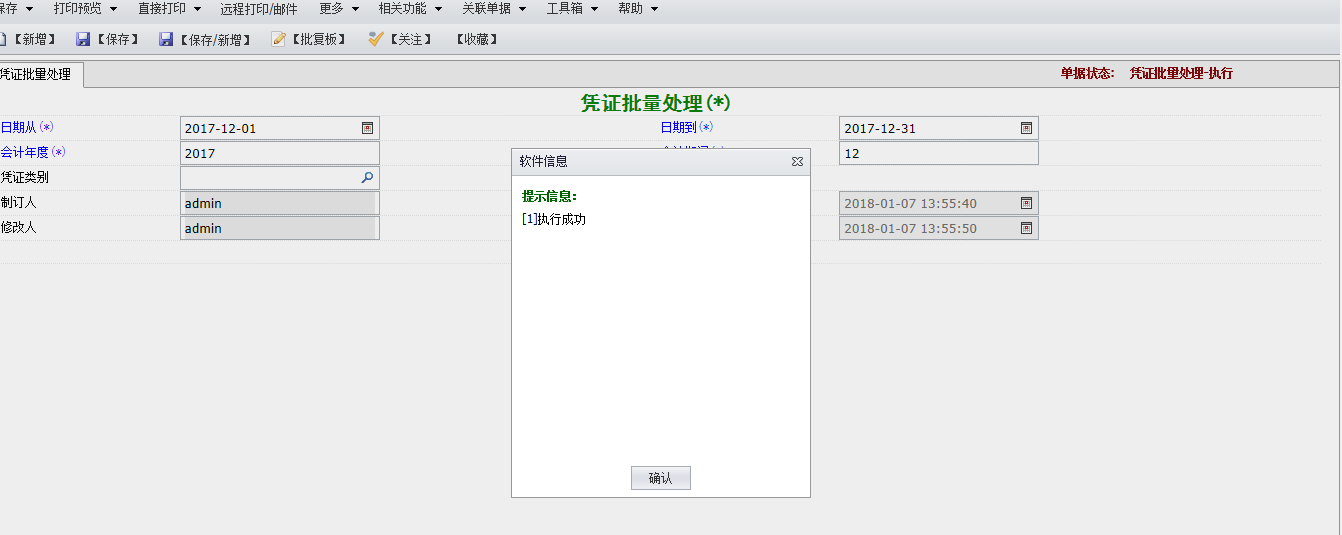 保存 打印预览 直接打印 远程打印/邮件 更多 相关功能 关联单据 工具箱 帮助
【新增】 【保存】 【保存/新增】 【批复板】 【关注】 【收藏】
凭证批量处理 单据状态: 凭证批量处理-执行
凭证批量处理(*)
日期从(*) 2017-12-01 日期到(*) 2017-12-31
会计年度(*) 2017 12
凭证类别
制订人 admin 2018-01-07 13:55:40
修改人 admin 2018-01-07 13:55:50
软件信息
提示信息:
[1]执行成功
确认